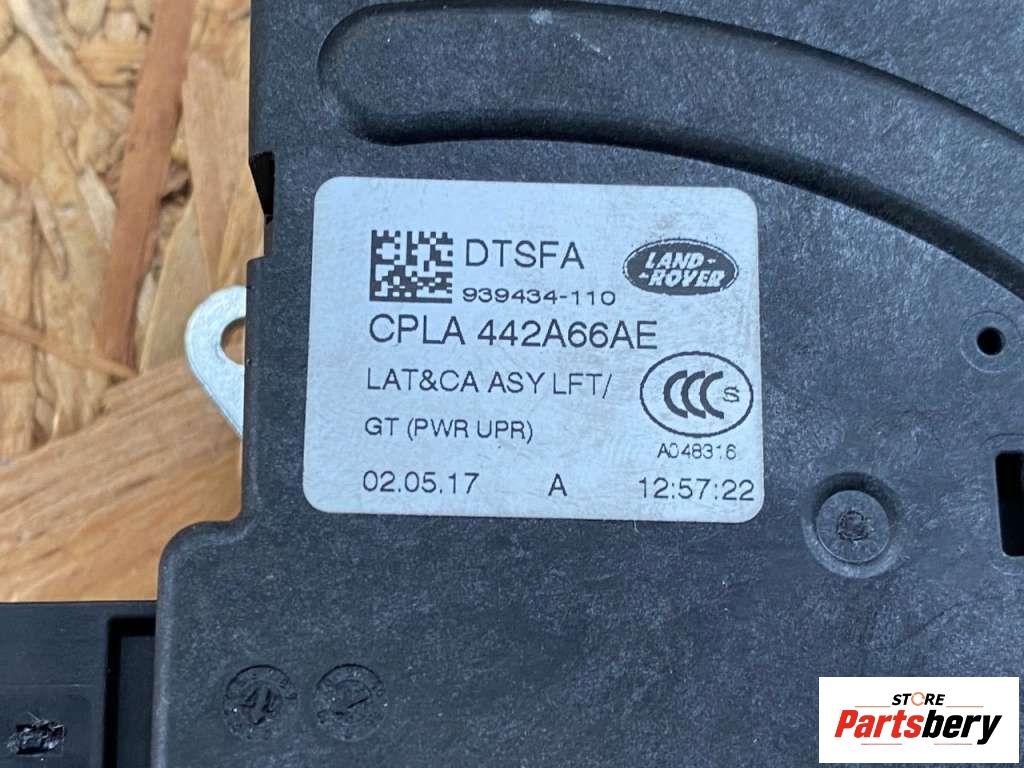 DTSFA
LAND
ROVER
939434-110
CPLA 442A66AE
LAT&CA ASY LFT/
CCC S
GT (PWR UPR)
A048316
02.05.17 A 12:57:22
STORE
Partsbery